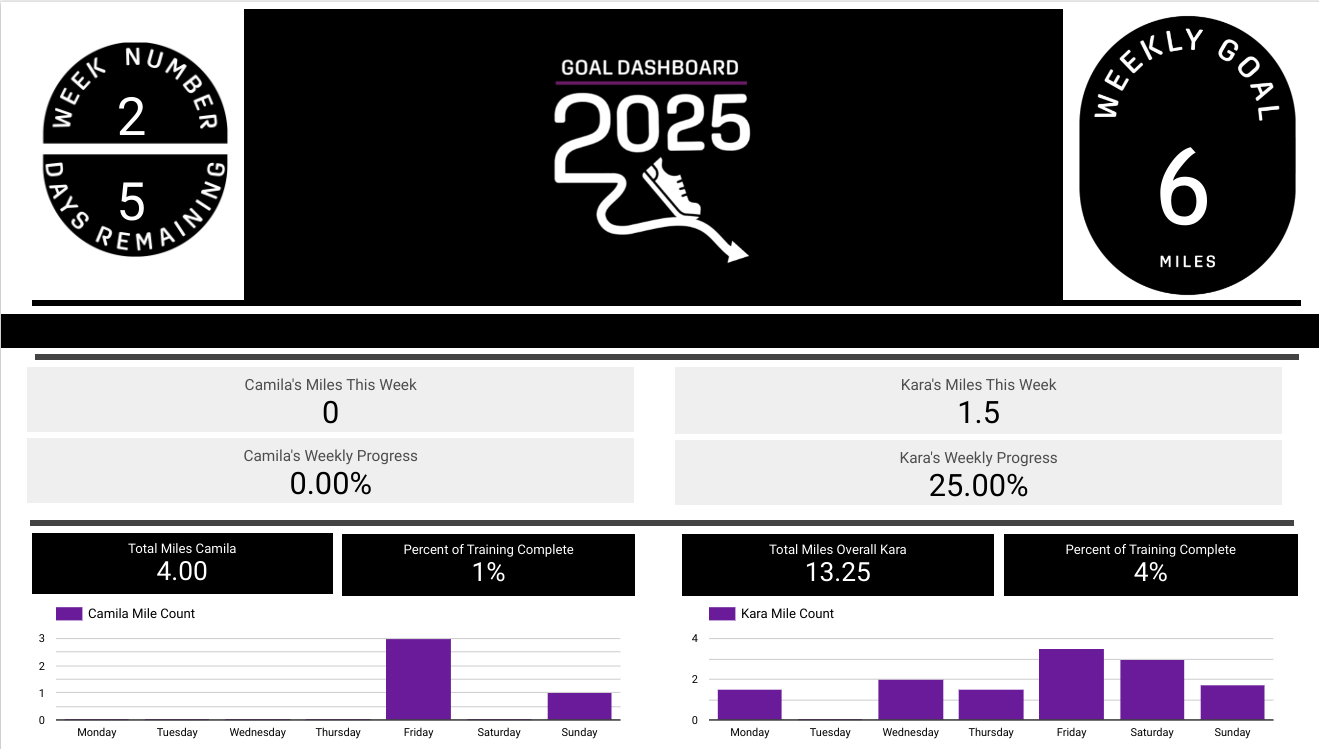 WEEK NUMBER
2
DAYS REMAINING
5
GOAL DASHBOARD
2025
WEEKLY GOAL
6
MILES
Camila's Miles This Week
0
Camila's Weekly Progress
0.00%
Kara's Miles This Week
1.5
Kara's Weekly Progress
25.00%
Total Miles Camila
4.00
Percent of Training Complete
1%
Total Miles Overall Kara
13.25
Percent of Training Complete
4%
Camila Mile Count
3
2
1
0
Monday Tuesday Wednesday Thursday Friday Saturday Sunday
Kara Mile Count
4
2
0
Monday Tuesday Wednesday Thursday Friday Saturday Sunday